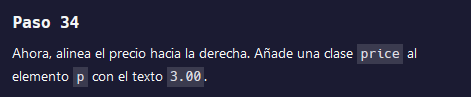 Paso 34
Ahora, alinea el precio hacia la derecha. Añade una clase price al
elemento p con el texto 3.00.